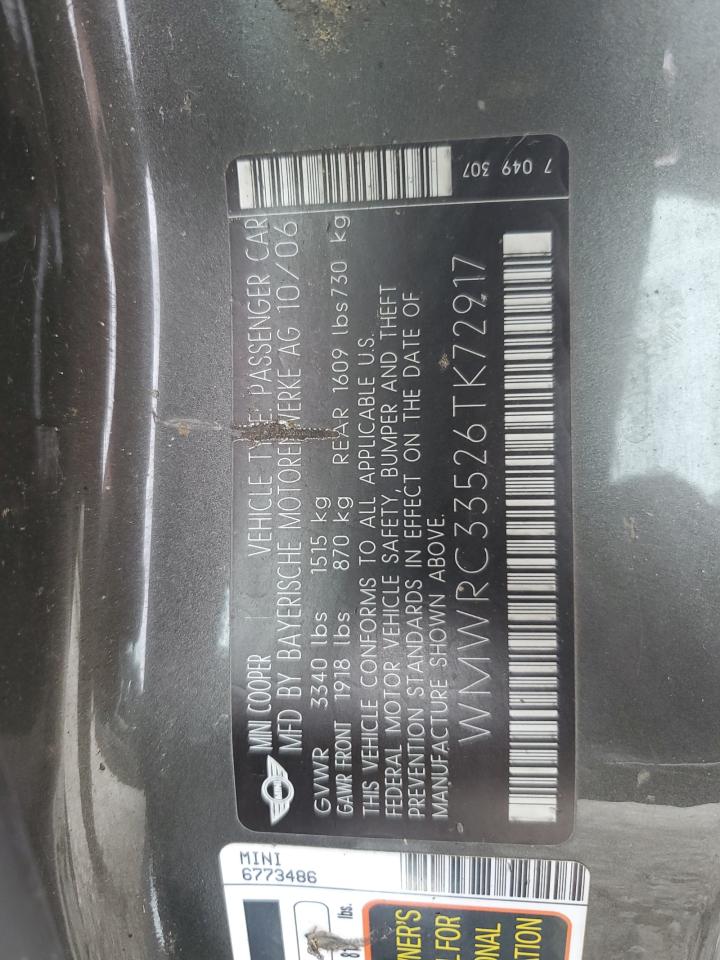 MINI COOPER VEHICLE TYPE: PASSENGER CAR
MFD BY BAYERISCHE MOTOREN WERKE AG 10/06
GVWR 3340 lbs 1515 kg
GAWR FRONT 1918 lbs 870 kg REAR 1609 lbs 730 kg
THIS VEHICLE CONFORMS TO ALL APPLICABLE U.S.
FEDERAL MOTOR VEHICLE SAFETY, BUMPER AND THEFT
PREVENTION STANDARDS IN EFFECT ON THE DATE OF
MANUFACTURE SHOWN ABOVE.
WMWRC33526TK72917
7 049 307
MINI
6773486
lbs.